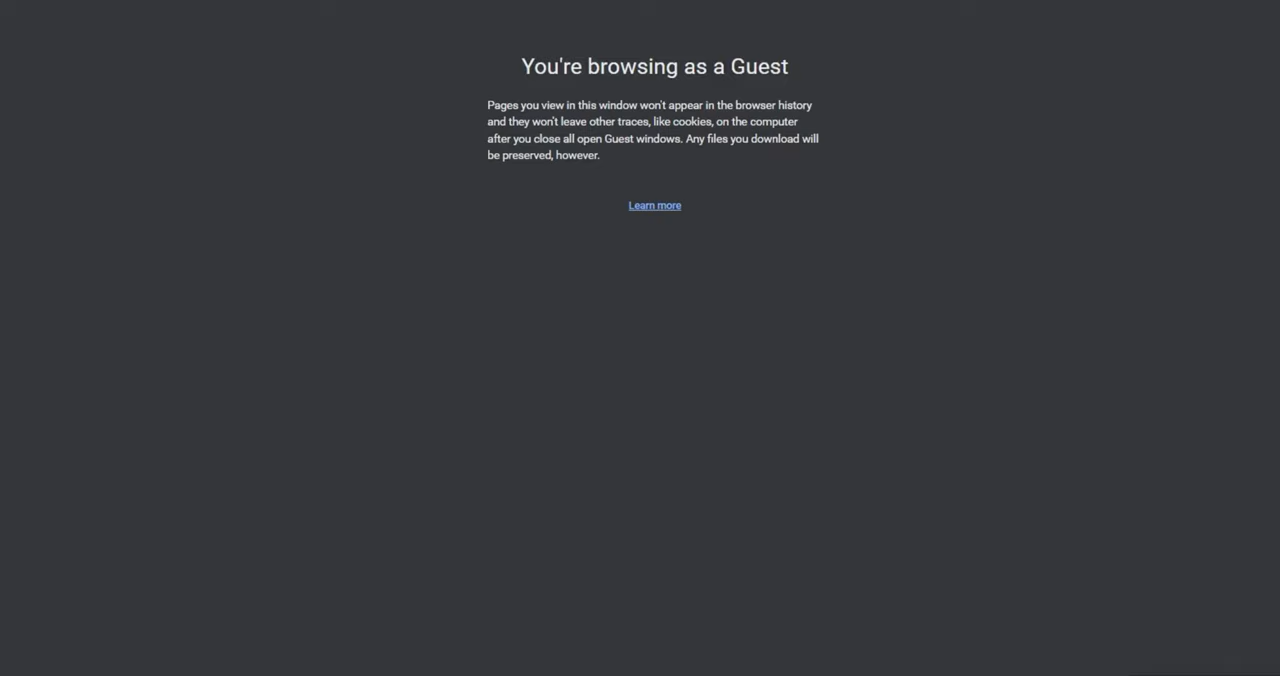 You're browsing as a Guest
Pages you view in this window won't appear in the browser history
and they won't leave other traces, like cookies, on the computer
after you close all open Guest windows. Any files you download will
be preserved, however.
Learn more